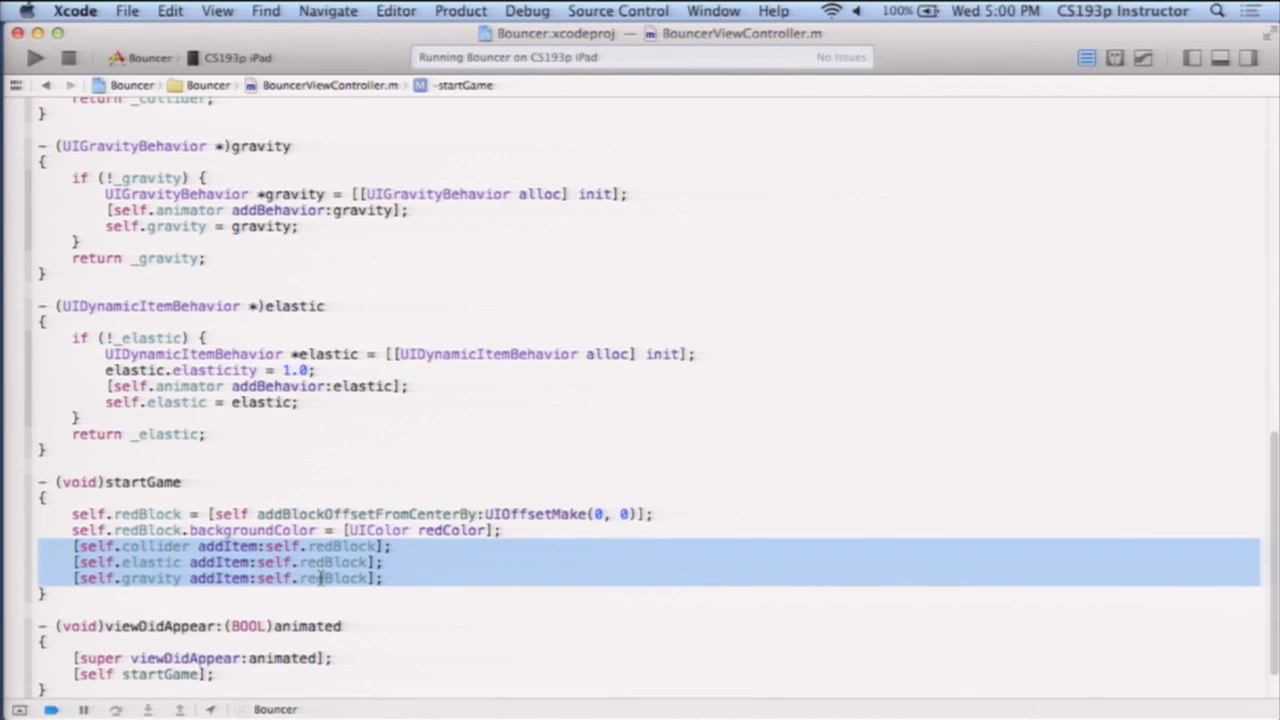 Xcode File Edit View Find Navigate Editor Product Debug Source Control Window Help 100% Wed 5:00 PM CS193p Instructor
Bouncer.xcodeproj — BouncerViewController.m
Bouncer CS193p iPad Running Bouncer on CS193p iPad No Issues
Bouncer Bouncer BouncerViewController.m M -startGame
return _collider;
}
- (UIGravityBehavior *)gravity
{
if (!_gravity) {
UIGravityBehavior *gravity = [[UIGravityBehavior alloc] init];
[self.animator addBehavior:gravity];
self.gravity = gravity;
}
return _gravity;
}
- (UIDynamicItemBehavior *)elastic
{
if (!_elastic) {
UIDynamicItemBehavior *elastic = [[UIDynamicItemBehavior alloc] init];
elastic.elasticity = 1.0;
[self.animator addBehavior:elastic];
self.elastic = elastic;
}
return _elastic;
}
- (void)startGame
{
self.redBlock = [self addBlockOffsetFromCenterBy:UIOffsetMake(0, 0)];
self.redBlock.backgroundColor = [UIColor redColor];
[self.collider addItem:self.redBlock];
[self.elastic addItem:self.redBlock];
[self.gravity addItem:self.redBlock];
}
- (void)viewDidAppear:(BOOL)animated
{
[super viewDidAppear:animated];
[self startGame];
}
Bouncer